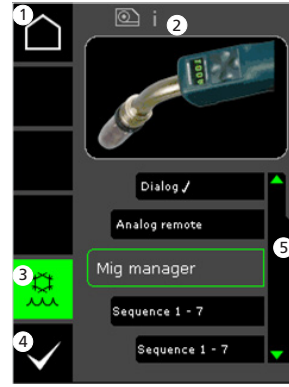 1
i
2
Dialog ✓
Analog remote
Mig manager
3
5
Sequence 1 - 7
4
Sequence 1 - 7